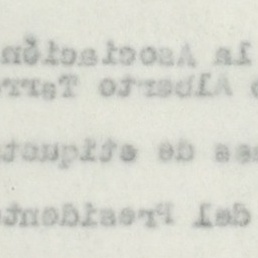 la Asociación
Alberto Terr
de etiquet
del President